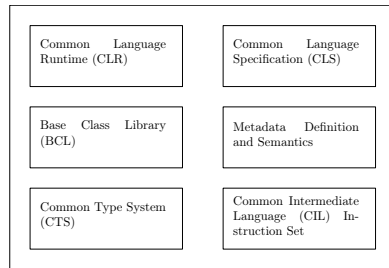 Common Language
Runtime (CLR)
Common Language
Specification (CLS)
Base Class Library
(BCL)
Metadata Definition
and Semantics
Common Type System
(CTS)
Common Intermediate
Language (CIL) In-
struction Set